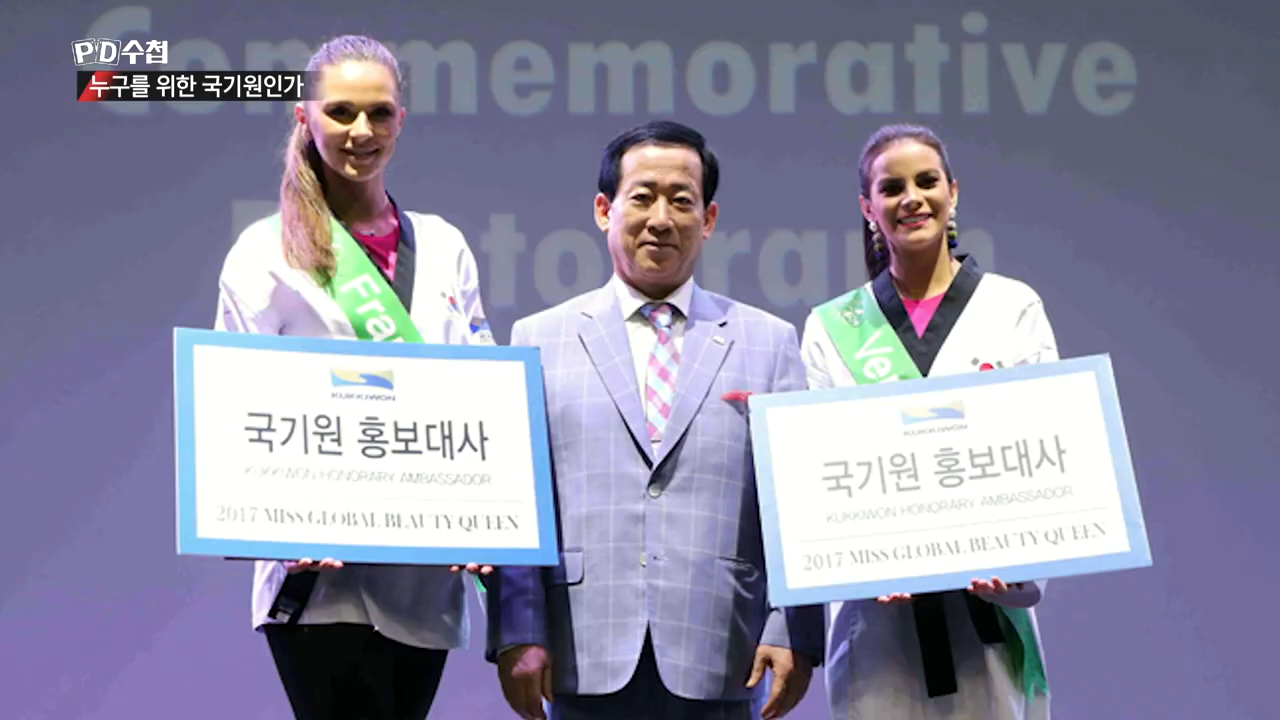 PD수첩
누구를 위한 국기원인가
Commemorative
Fra
Ver
KUKKIWON
국기원 홍보대사
KUKKIWON HONORARY AMBASSADOR
2017 MISS GLOBAL BEAUTY QUEEN
KUKKIWON
국기원 홍보대사
KUKKIWON HONORARY AMBASSADOR
2017 MISS GLOBAL BEAUTY QUEEN